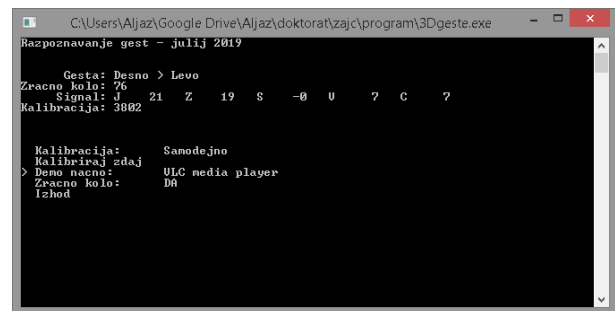 C:\Users\Aljaz\Google Drive\Aljaz\doktorat\zajc\program\3Dgeste.exe
Razpoznavanje gest - julij 2019
Gesta: Desno > Levo
Zracno kolo: 76
Signal: J 21 Z 19 S -0 V 7 C 7
Kalibracija: 3802
Kalibracija: Samodejno
Kalibriraj zdaj
> Demo nacno: VLC media player
Zracno kolo: DA
Izhod